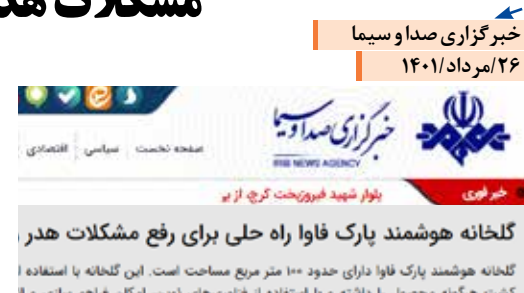 مشکلات
خبرگزاری صدا و سیما
۲۶/مرداد/۱۴۰۱
خبرگزاری صدا و سیما
IRIB NEWS AGENCY
صفحه نخست سیاسی اقتصادی
خبر فوری
بلوار شهید فیروزبخت کرج، از بر
گلخانه هوشمند پارک فاوا راه حلی برای رفع مشکلات هدر
گلخانه هوشمند پارک فاوا دارای حدود ۱۰۰ متر مربع مساحت است. این گلخانه با استفاده